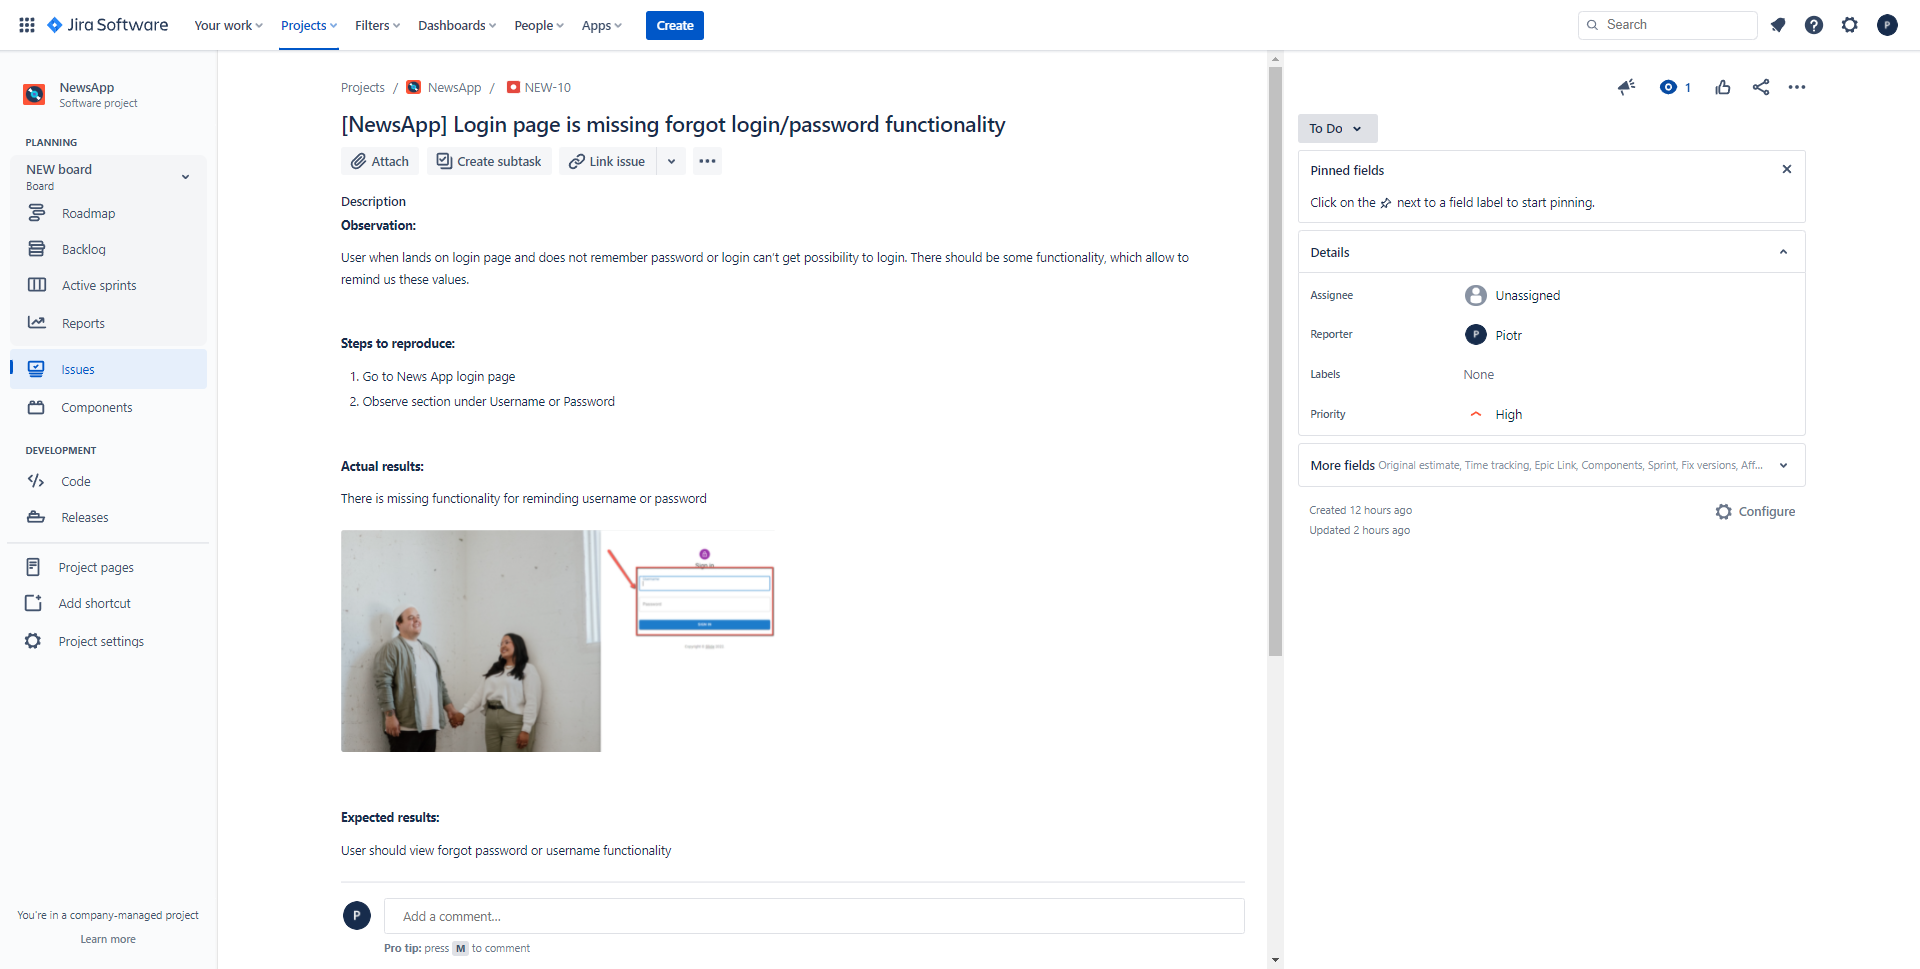 Jira Software
Your work
Projects
Filters
Dashboards
People
Apps
Create
Search
P
NewsApp
Software project
PLANNING
NEW board
Board
Roadmap
Backlog
Active sprints
Reports
Issues
Components
DEVELOPMENT
Code
Releases
Project pages
Add shortcut
Project settings
You're in a company-managed project
Learn more
Projects / NewsApp / NEW-10
[NewsApp] Login page is missing forgot login/password functionality
Attach
Create subtask
Link issue
Description
Observation:
User when lands on login page and does not remember password or login can't get possibility to login. There should be some functionality, which allow to
remind us these values.
Steps to reproduce:
1. Go to News App login page
2. Observe section under Username or Password
Actual results:
There is missing functionality for reminding username or password
Sign in
Password
SIGN IN
Expected results:
User should view forgot password or username functionality
P
Add a comment...
Pro tip: press M to comment
1
To Do
Pinned fields
Click on the next to a field label to start pinning.
Details
Assignee
Unassigned
Reporter
P
Piotr
Labels
None
Priority
High
More fields Original estimate, Time tracking, Epic Link, Components, Sprint, Fix versions, Aff...
Created 12 hours ago
Updated 2 hours ago
Configure